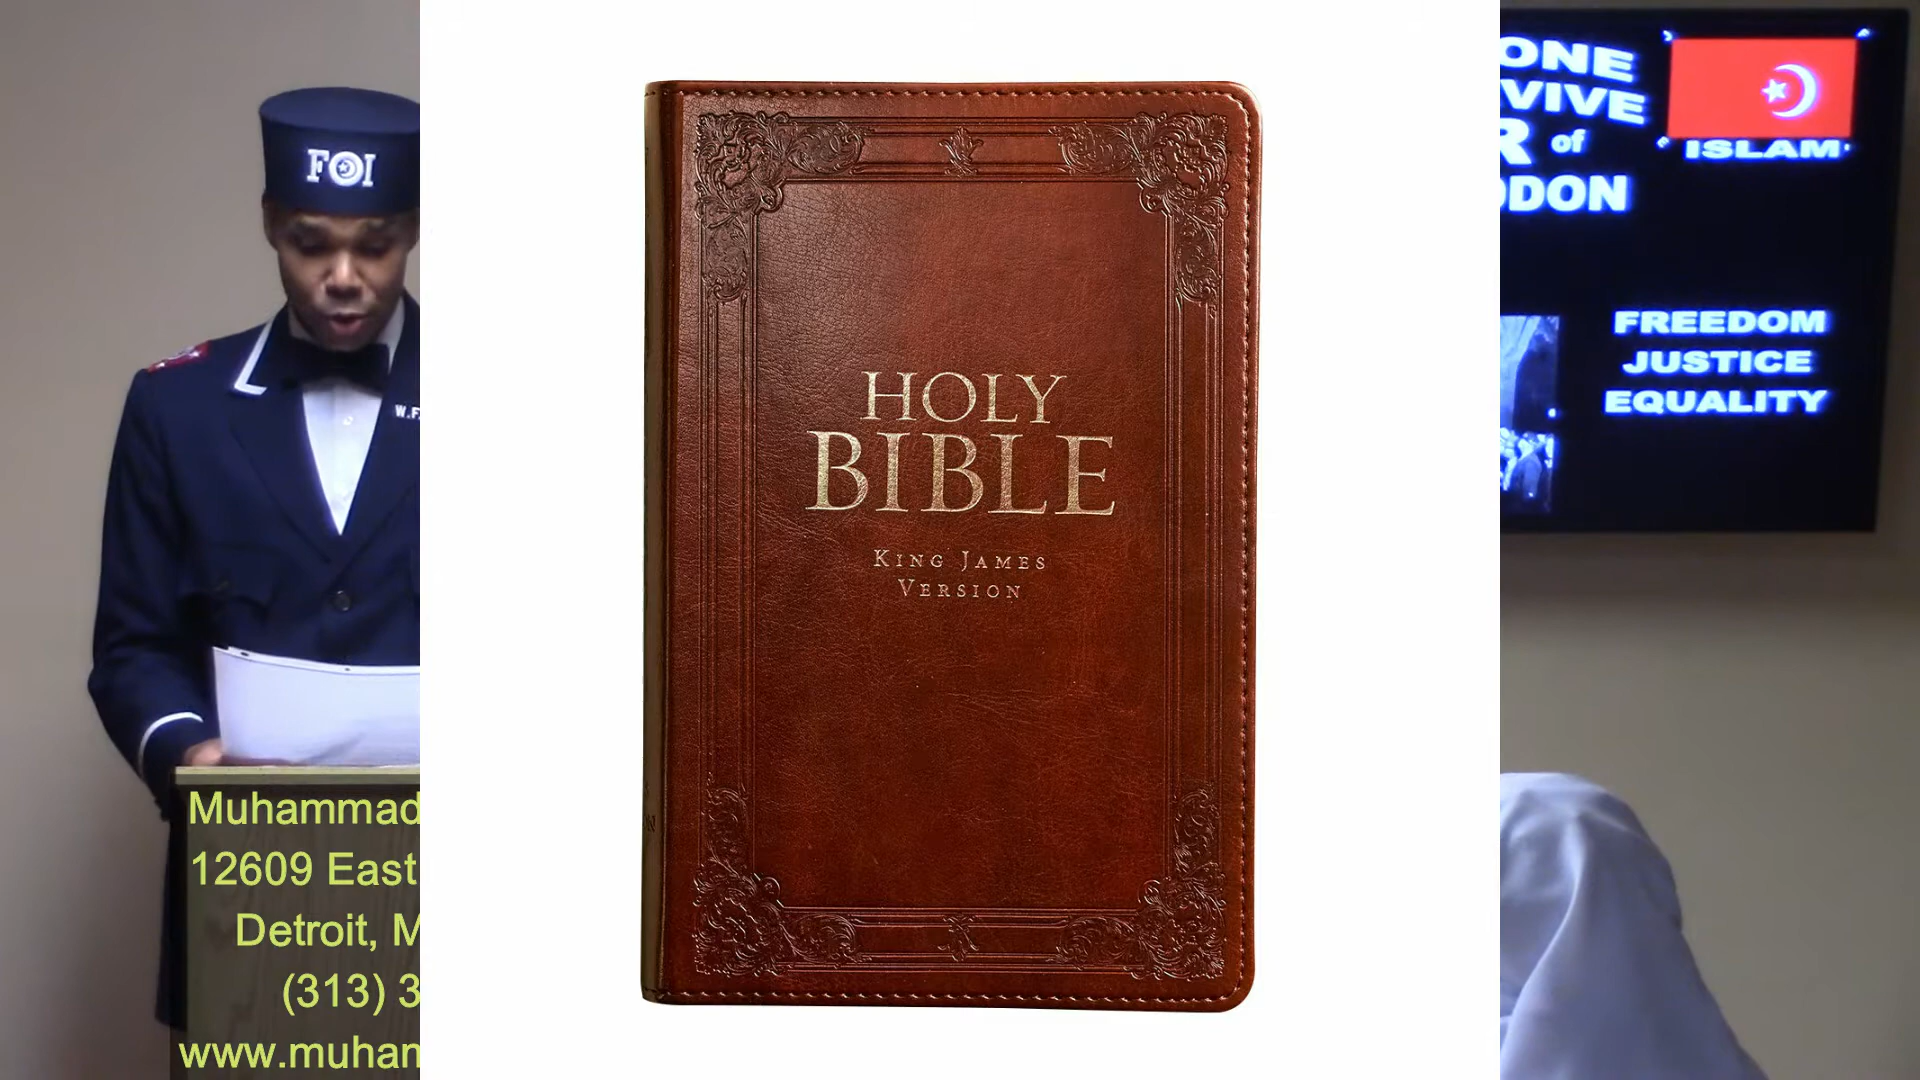 FOI
W.F.
Muhammad
12609 East
Detroit, M
(313) 3
www.muham
HOLY
BIBLE
KING JAMES
VERSION
ONE
VIVE
R of
DON
ISLAM
FREEDOM
JUSTICE
EQUALITY